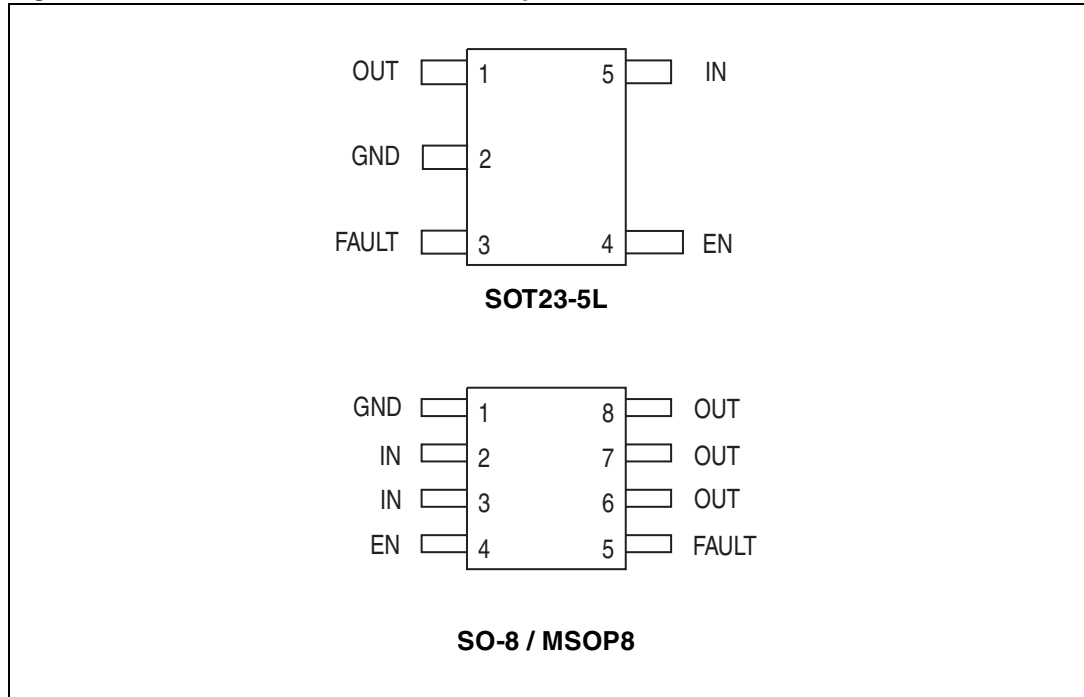 OUT 1 5 IN
GND 2
FAULT 3 4 EN
SOT23-5L
GND 1 8 OUT
IN 2 7 OUT
IN 3 6 OUT
EN 4 5 FAULT
SO-8 / MSOP8